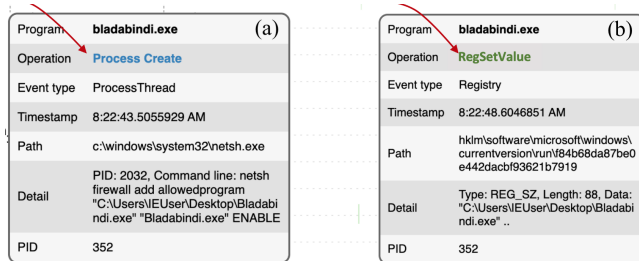 Program bladabindi.exe (a)
Operation Process Create
Event type ProcessThread
Timestamp 8:22:43.5055929 AM
Path c:\windows\system32\netsh.exe
Detail PID: 2032, Command line: netsh
firewall add allowedprogram
"C:\Users\IEUser\Desktop\Bladabi
ndi.exe" "Bladabindi.exe" ENABLE
PID 352
Program bladabindi.exe (b)
Operation RegSetValue
Event type Registry
Timestamp 8:22:48.6046851 AM
Path hklm\software\microsoft\windows\
currentversion\run\f84b68da87be0
e442dacbf93621b7919
Detail Type: REG_SZ, Length: 88, Data:
"C:\Users\IEUser\Desktop\Bladabi
ndi.exe" ..
PID 352